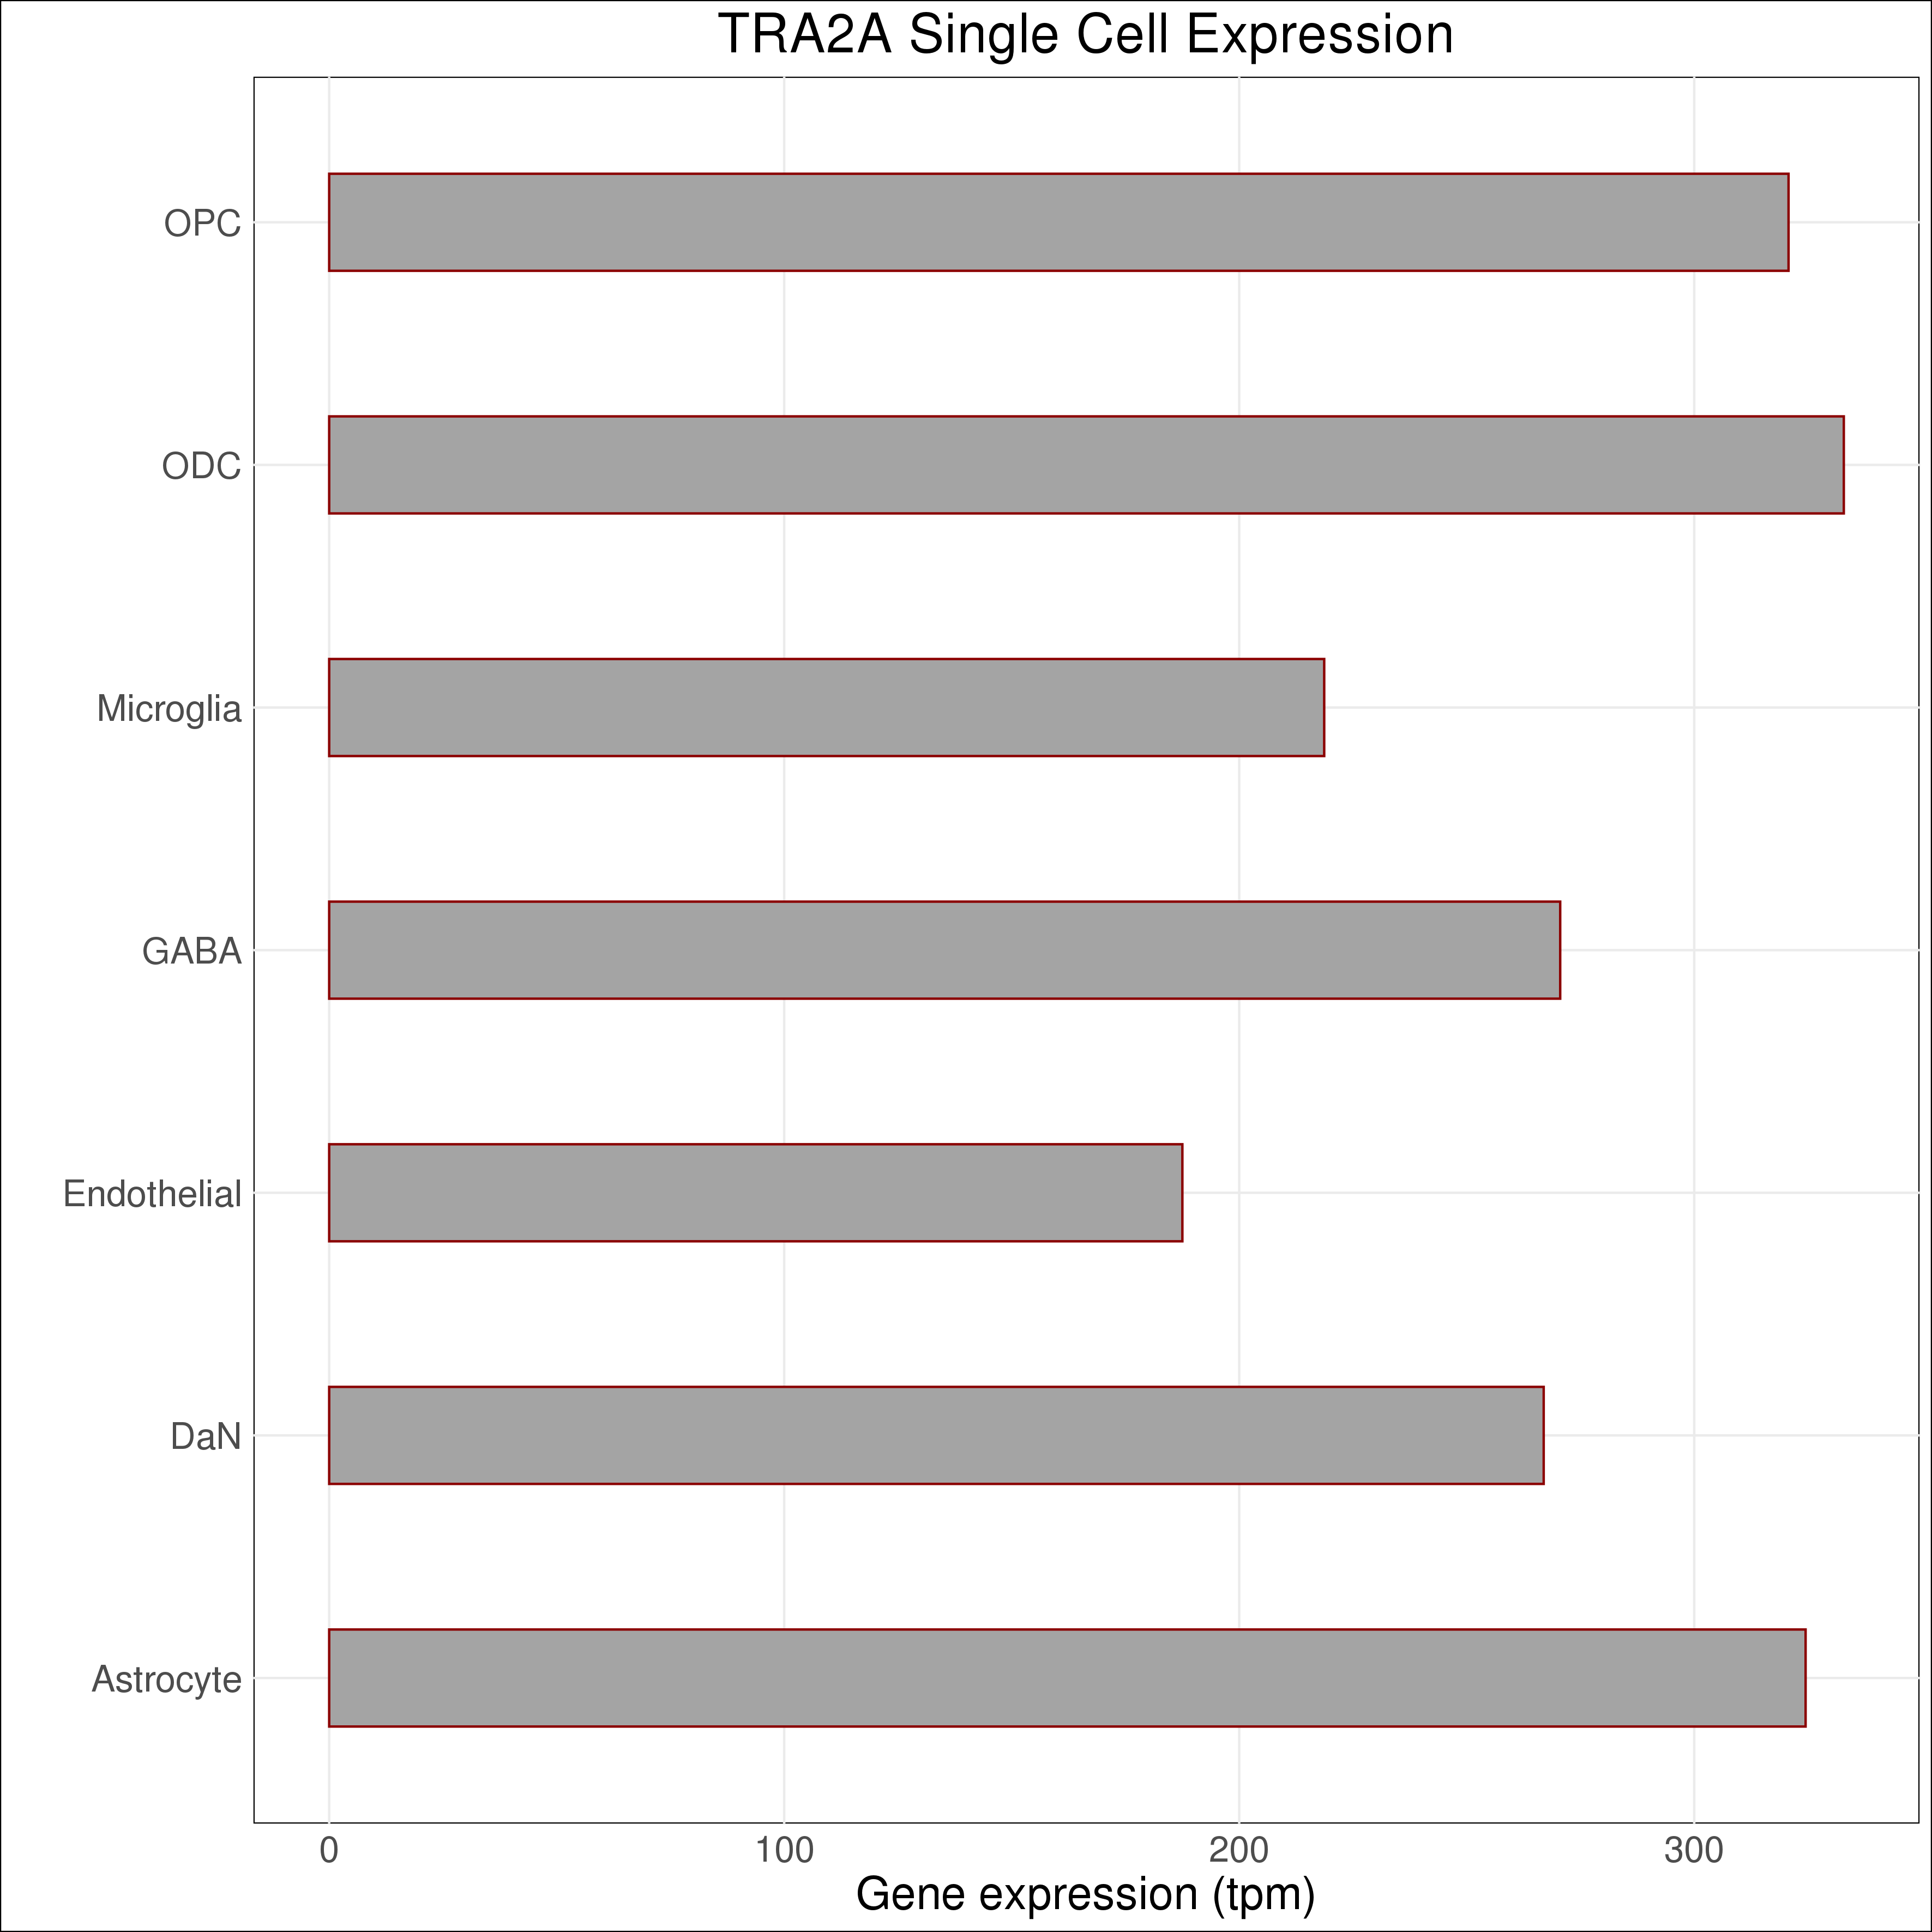 TRA2A Single Cell Expression
OPC
ODC
Microglia
GABA
Endothelial
DaN
Astrocyte
0 100 200 300
Gene expression (tpm)